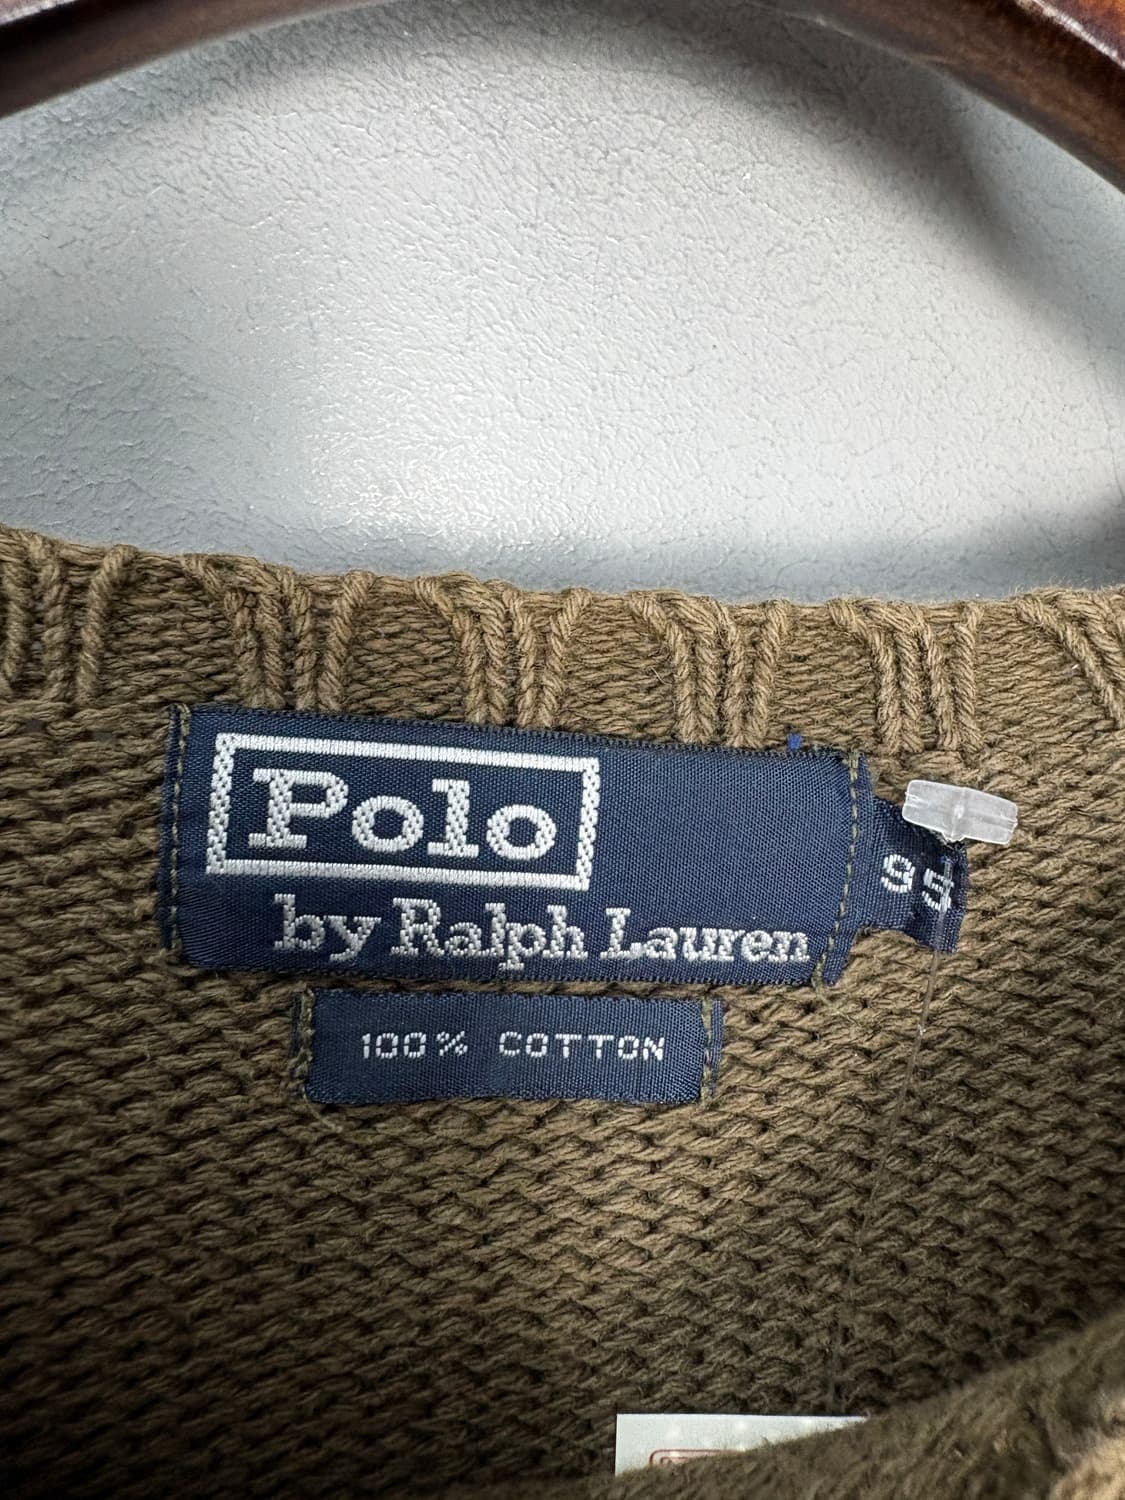 Polo
by Ralph Lauren
95
100% COTTON